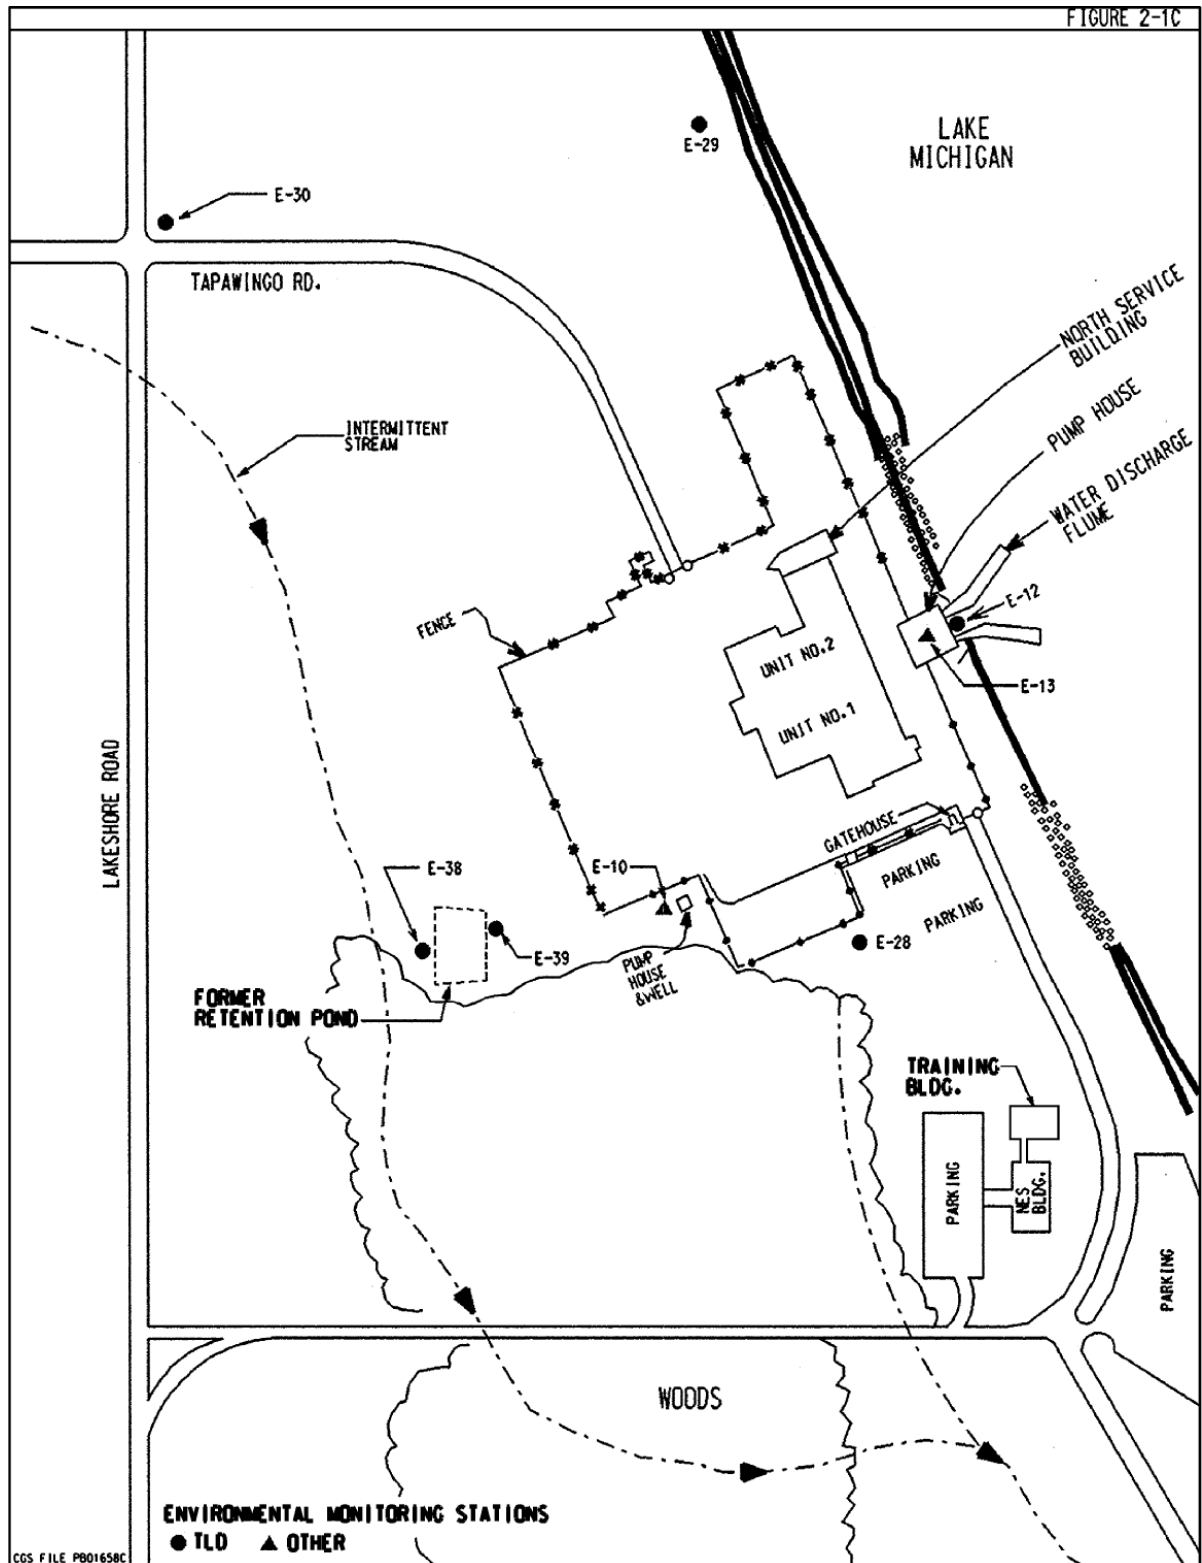 FIGURE 2-1C
LAKE
MICHIGAN
E-29
E-30
TAPAWINGO RD.
NORTH SERVICE
BUILDING
PUMP HOUSE
WATER DISCHARGE
FLUME
INTERMITTENT
STREAM
E-12
FENCE
UNIT NO.2
E-13
UNIT NO.1
LAKESHORE ROAD
GATEHOUSE
E-38
E-10
PARKING
PARKING
E-28
E-39
PUMP
HOUSE
&WELL
FORMER
RETENTION POND
TRAINING
BLDG.
PARKING
NES
BLDG.
PARKING
WOODS
ENVIRONMENTAL MONITORING STATIONS
TLD OTHER
CGS FILE PB01658C